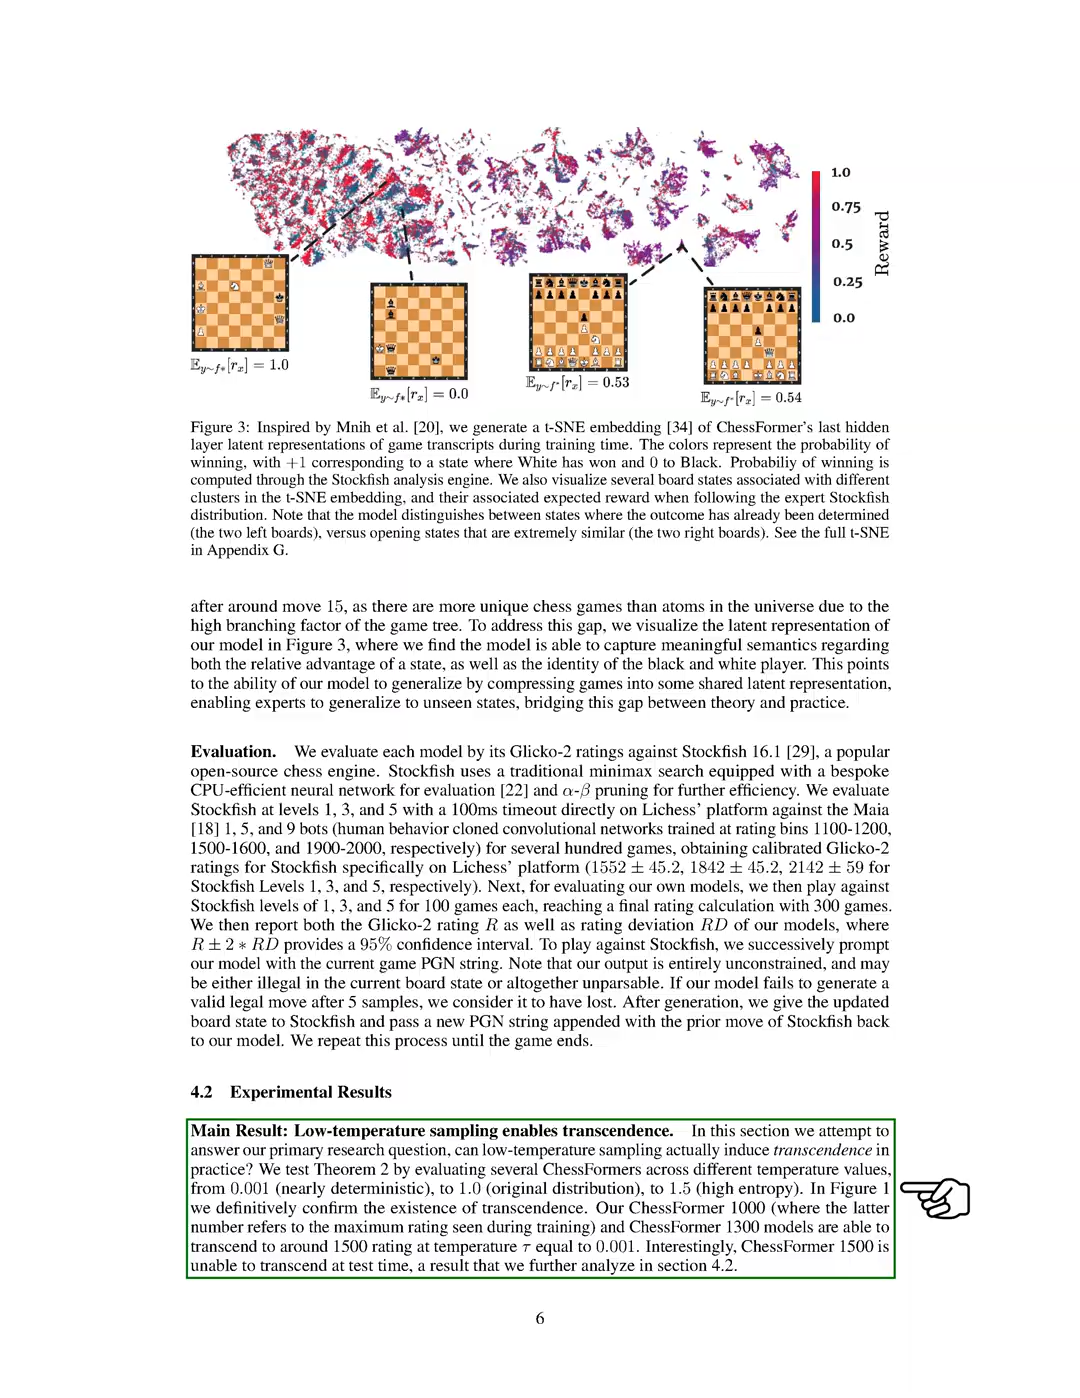 1.0
0.75
0.5
0.25
0.0
Reward
𝔼y∼f*[rx] = 1.0
𝔼y∼f*[rx] = 0.0
𝔼y∼f*[rx] = 0.53
𝔼y∼f*[rx] = 0.54
Figure 3: Inspired by Mnih et al. [20], we generate a t-SNE embedding [34] of ChessFormer's last hidden
layer latent representations of game transcripts during training time. The colors represent the probability of
winning, with +1 corresponding to a state where White has won and 0 to Black. Probabiliy of winning is
computed through the Stockfish analysis engine. We also visualize several board states associated with different
clusters in the t-SNE embedding, and their associated expected reward when following the expert Stockfish
distribution. Note that the model distinguishes between states where the outcome has already been determined
(the two left boards), versus opening states that are extremely similar (the two right boards). See the full t-SNE
in Appendix G.
after around move 15, as there are more unique chess games than atoms in the universe due to the
high branching factor of the game tree. To address this gap, we visualize the latent representation of
our model in Figure 3, where we find the model is able to capture meaningful semantics regarding
both the relative advantage of a state, as well as the identity of the black and white player. This points
to the ability of our model to generalize by compressing games into some shared latent representation,
enabling experts to generalize to unseen states, bridging this gap between theory and practice.
Evaluation. We evaluate each model by its Glicko-2 ratings against Stockfish 16.1 [29], a popular
open-source chess engine. Stockfish uses a traditional minimax search equipped with a bespoke
CPU-efficient neural network for evaluation [22] and α-β pruning for further efficiency. We evaluate
Stockfish at levels 1, 3, and 5 with a 100ms timeout directly on Lichess' platform against the Maia
[18] 1, 5, and 9 bots (human behavior cloned convolutional networks trained at rating bins 1100-1200,
1500-1600, and 1900-2000, respectively) for several hundred games, obtaining calibrated Glicko-2
ratings for Stockfish specifically on Lichess' platform (1552 ± 45.2, 1842 ± 45.2, 2142 ± 59 for
Stockfish Levels 1, 3, and 5, respectively). Next, for evaluating our own models, we then play against
Stockfish levels of 1, 3, and 5 for 100 games each, reaching a final rating calculation with 300 games.
We then report both the Glicko-2 rating R as well as rating deviation RD of our models, where
R ± 2 * RD provides a 95% confidence interval. To play against Stockfish, we successively prompt
our model with the current game PGN string. Note that our output is entirely unconstrained, and may
be either illegal in the current board state or altogether unparsable. If our model fails to generate a
valid legal move after 5 samples, we consider it to have lost. After generation, we give the updated
board state to Stockfish and pass a new PGN string appended with the prior move of Stockfish back
to our model. We repeat this process until the game ends.
4.2 Experimental Results
Main Result: Low-temperature sampling enables transcendence. In this section we attempt to
answer our primary research question, can low-temperature sampling actually induce transcendence in
practice? We test Theorem 2 by evaluating several ChessFormers across different temperature values,
from 0.001 (nearly deterministic), to 1.0 (original distribution), to 1.5 (high entropy). In Figure 1
we definitively confirm the existence of transcendence. Our ChessFormer 1000 (where the latter
number refers to the maximum rating seen during training) and ChessFormer 1300 models are able to
transcend to around 1500 rating at temperature τ equal to 0.001. Interestingly, ChessFormer 1500 is
unable to transcend at test time, a result that we further analyze in section 4.2.
6